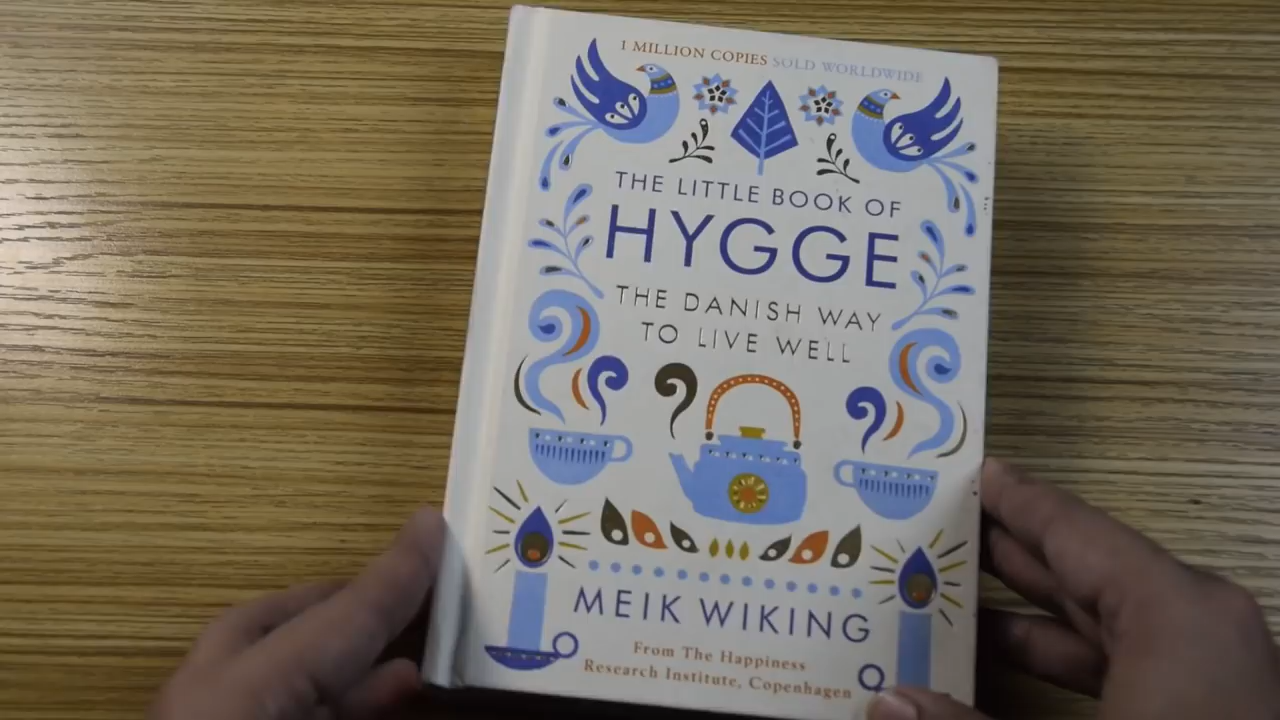 1 MILLION COPIES SOLD WORLDWIDE
THE LITTLE BOOK OF
HYGGE
THE DANISH WAY
TO LIVE WELL
MEIK WIKING
From The Happiness
Research Institute, Copenhagen